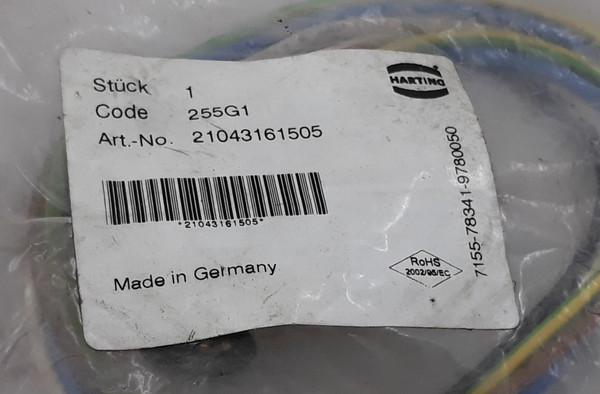 Stück 1
HARTING
Code 255G1
Art.-No. 21043161505
*21043161505*
Made in Germany
RoHS
2002/95/EC
7155-78341-9780050